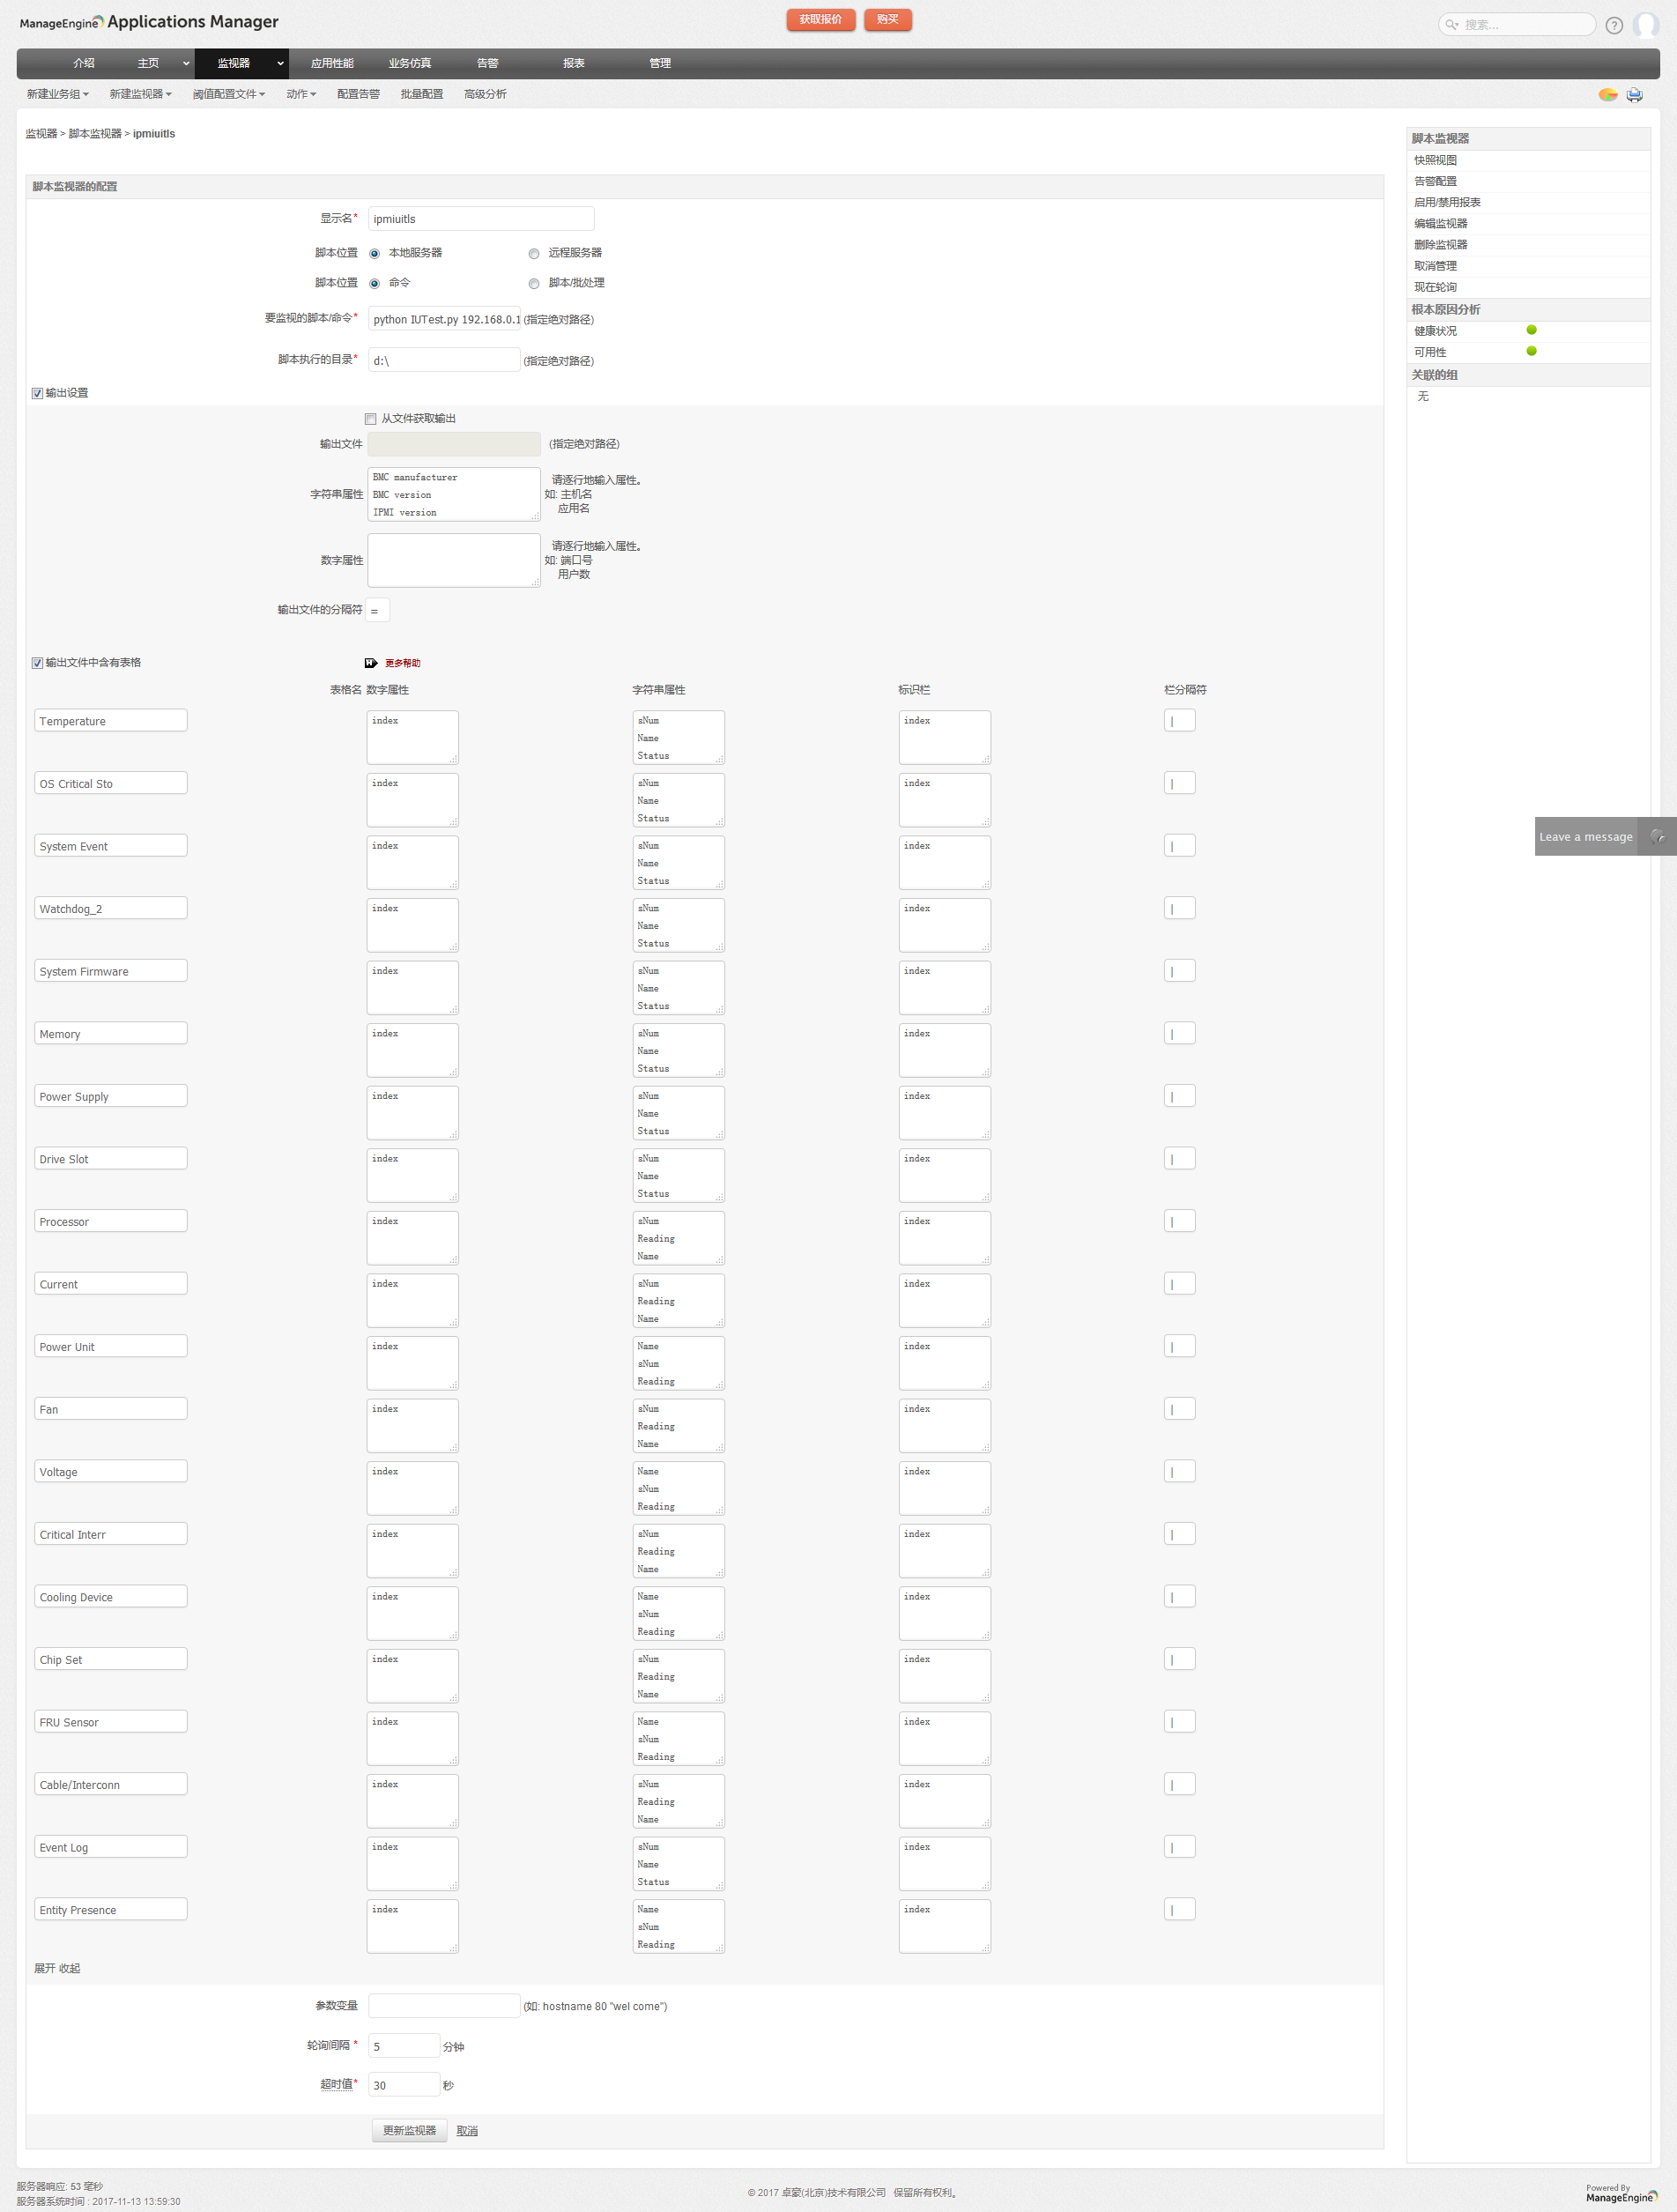 ManageEngine Applications Manager
获取报价 购买
搜索...
介绍 主页 监视器 应用性能 业务仿真 告警 报表 管理
新建业务组 新建监视器 阈值配置文件 动作 配置告警 批量配置 高级分析
监视器 > 脚本监视器 > ipmiuitls
脚本监视器的配置
显示名* ipmiuitls
脚本位置 本地服务器 远程服务器
脚本位置 命令 脚本/批处理
要监视的脚本/命令* python IUTest.py 192.168.0.1 (指定绝对路径)
脚本执行的目录* d:\ (指定绝对路径)
输出设置
从文件获取输出
输出文件 (指定绝对路径)
字符串属性
BMC manufacturer
BMC version
IPMI version
请逐行地输入属性。
如: 主机名
应用名
数字属性
请逐行地输入属性。
如: 端口号
用户数
输出文件的分隔符 =
输出文件中含有表格 更多帮助
表格名 数字属性 字符串属性 标识栏 栏分隔符
Temperature index sNum index |
Name
Status
OS Critical Sto index sNum index |
Name
Status
System Event index sNum index |
Name
Status
Watchdog_2 index sNum index |
Name
Status
System Firmware index sNum index |
Name
Status
Memory index sNum index |
Name
Status
Power Supply index sNum index |
Name
Status
Drive Slot index sNum index |
Name
Status
Processor index sNum index |
Reading
Name
Current index sNum index |
Reading
Name
Power Unit index Name index |
sNum
Reading
Fan index sNum index |
Reading
Name
Voltage index Name index |
sNum
Reading
Critical Interr index sNum index |
Reading
Name
Cooling Device index Name index |
sNum
Reading
Chip Set index sNum index |
Reading
Name
FRU Sensor index Name index |
sNum
Reading
Cable/Interconn index sNum index |
Reading
Name
Event Log index sNum index |
Name
Status
Entity Presence index Name index |
sNum
Reading
展开 收起
参数变量 (如: hostname 80 "wel come")
轮询间隔 * 5 分钟
超时值* 30 秒
更新监视器 取消
脚本监视器
快照视图
告警配置
启用/禁用报表
编辑监视器
删除监视器
取消管理
现在轮询
根本原因分析
健康状况
可用性
关联的组
无
Leave a message
服务器响应: 53 毫秒
服务器系统时间 : 2017-11-13 13:59:30
© 2017 卓豪(北京)技术有限公司 保留所有权利。
Powered By
ManageEngine